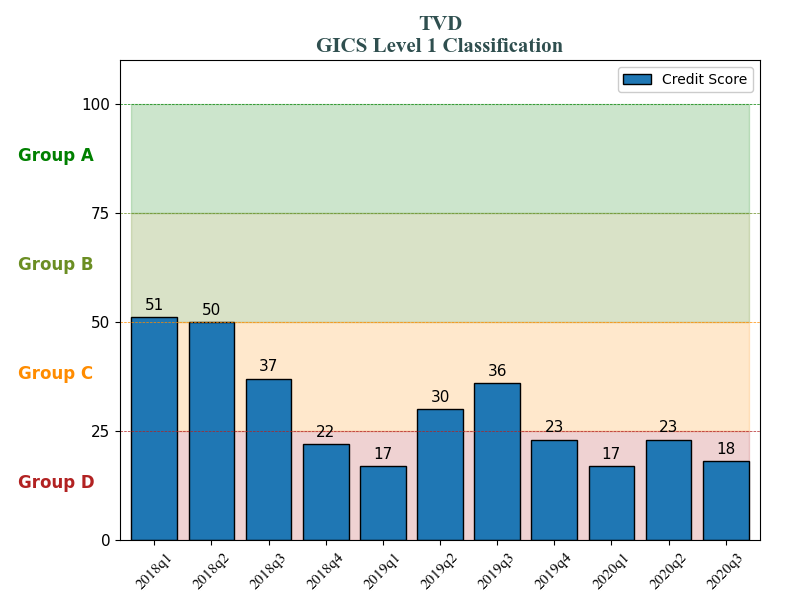 TVD
GICS Level 1 Classification
Credit Score
100
Group A
75
Group B
51
50
50
37
Group C
36
30
25
22
17
23
17
23
18
Group D
0
2018q1
2018q2
2018q3
2018q4
2019q1
2019q2
2019q3
2019q4
2020q1
2020q2
2020q3